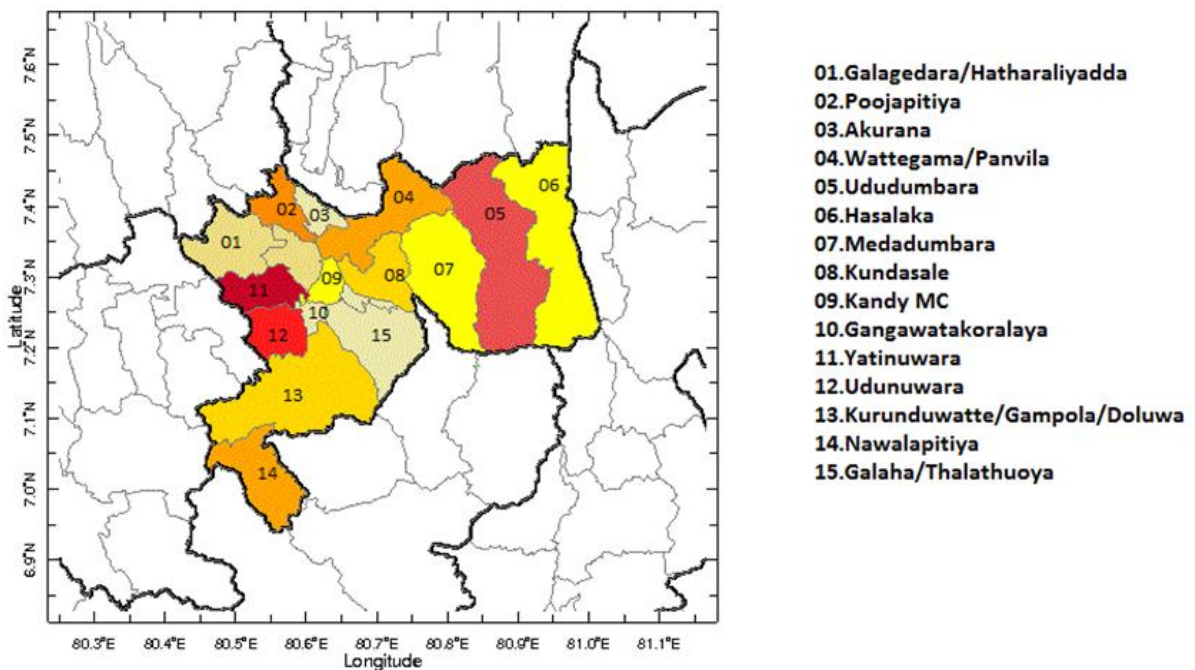 7.6°N
7.5°N
7.4°N
7.3°N
7.2°N
7.1°N
7.0°N
6.9°N
Latitude
01
02
03
04
05
06
07
08
09
10
11
12
13
14
15
80.3°E 80.4°E 80.5°E 80.6°E 80.7°E 80.8°E 80.9°E 81.0°E 81.1°E
Longitude
01.Galagedara/Hatharaliyadda
02.Poojapitiya
03.Akurana
04.Wattegama/Panvila
05.Ududumbara
06.Hasalaka
07.Medadumbara
08.Kundasale
09.Kandy MC
10.Gangawatakoralaya
11.Yatinuwara
12.Udunuwara
13.Kurunduwatte/Gampola/Doluwa
14.Nawalapitiya
15.Galaha/Thalathuoya